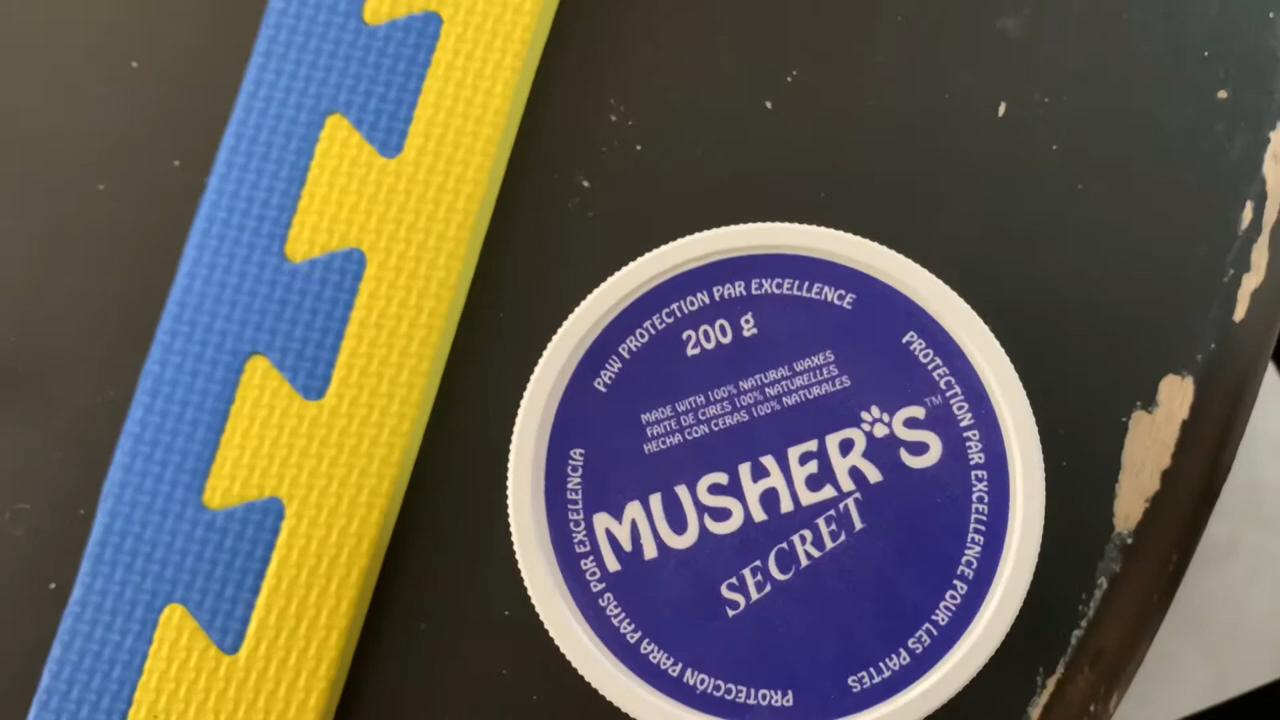 PAW PROTECTION PAR EXCELLENCE
200 g
MADE WITH 100% NATURAL WAXES
FAITE DE CIRES 100% NATURELLES
HECHA CON CERAS 100% NATURALES
MUSHER'S™
SECRET
PROTECTION PAR EXCELLENCE POUR LES PATTES
PROTECCIÓN PARA PATAS POR EXCELENCIA